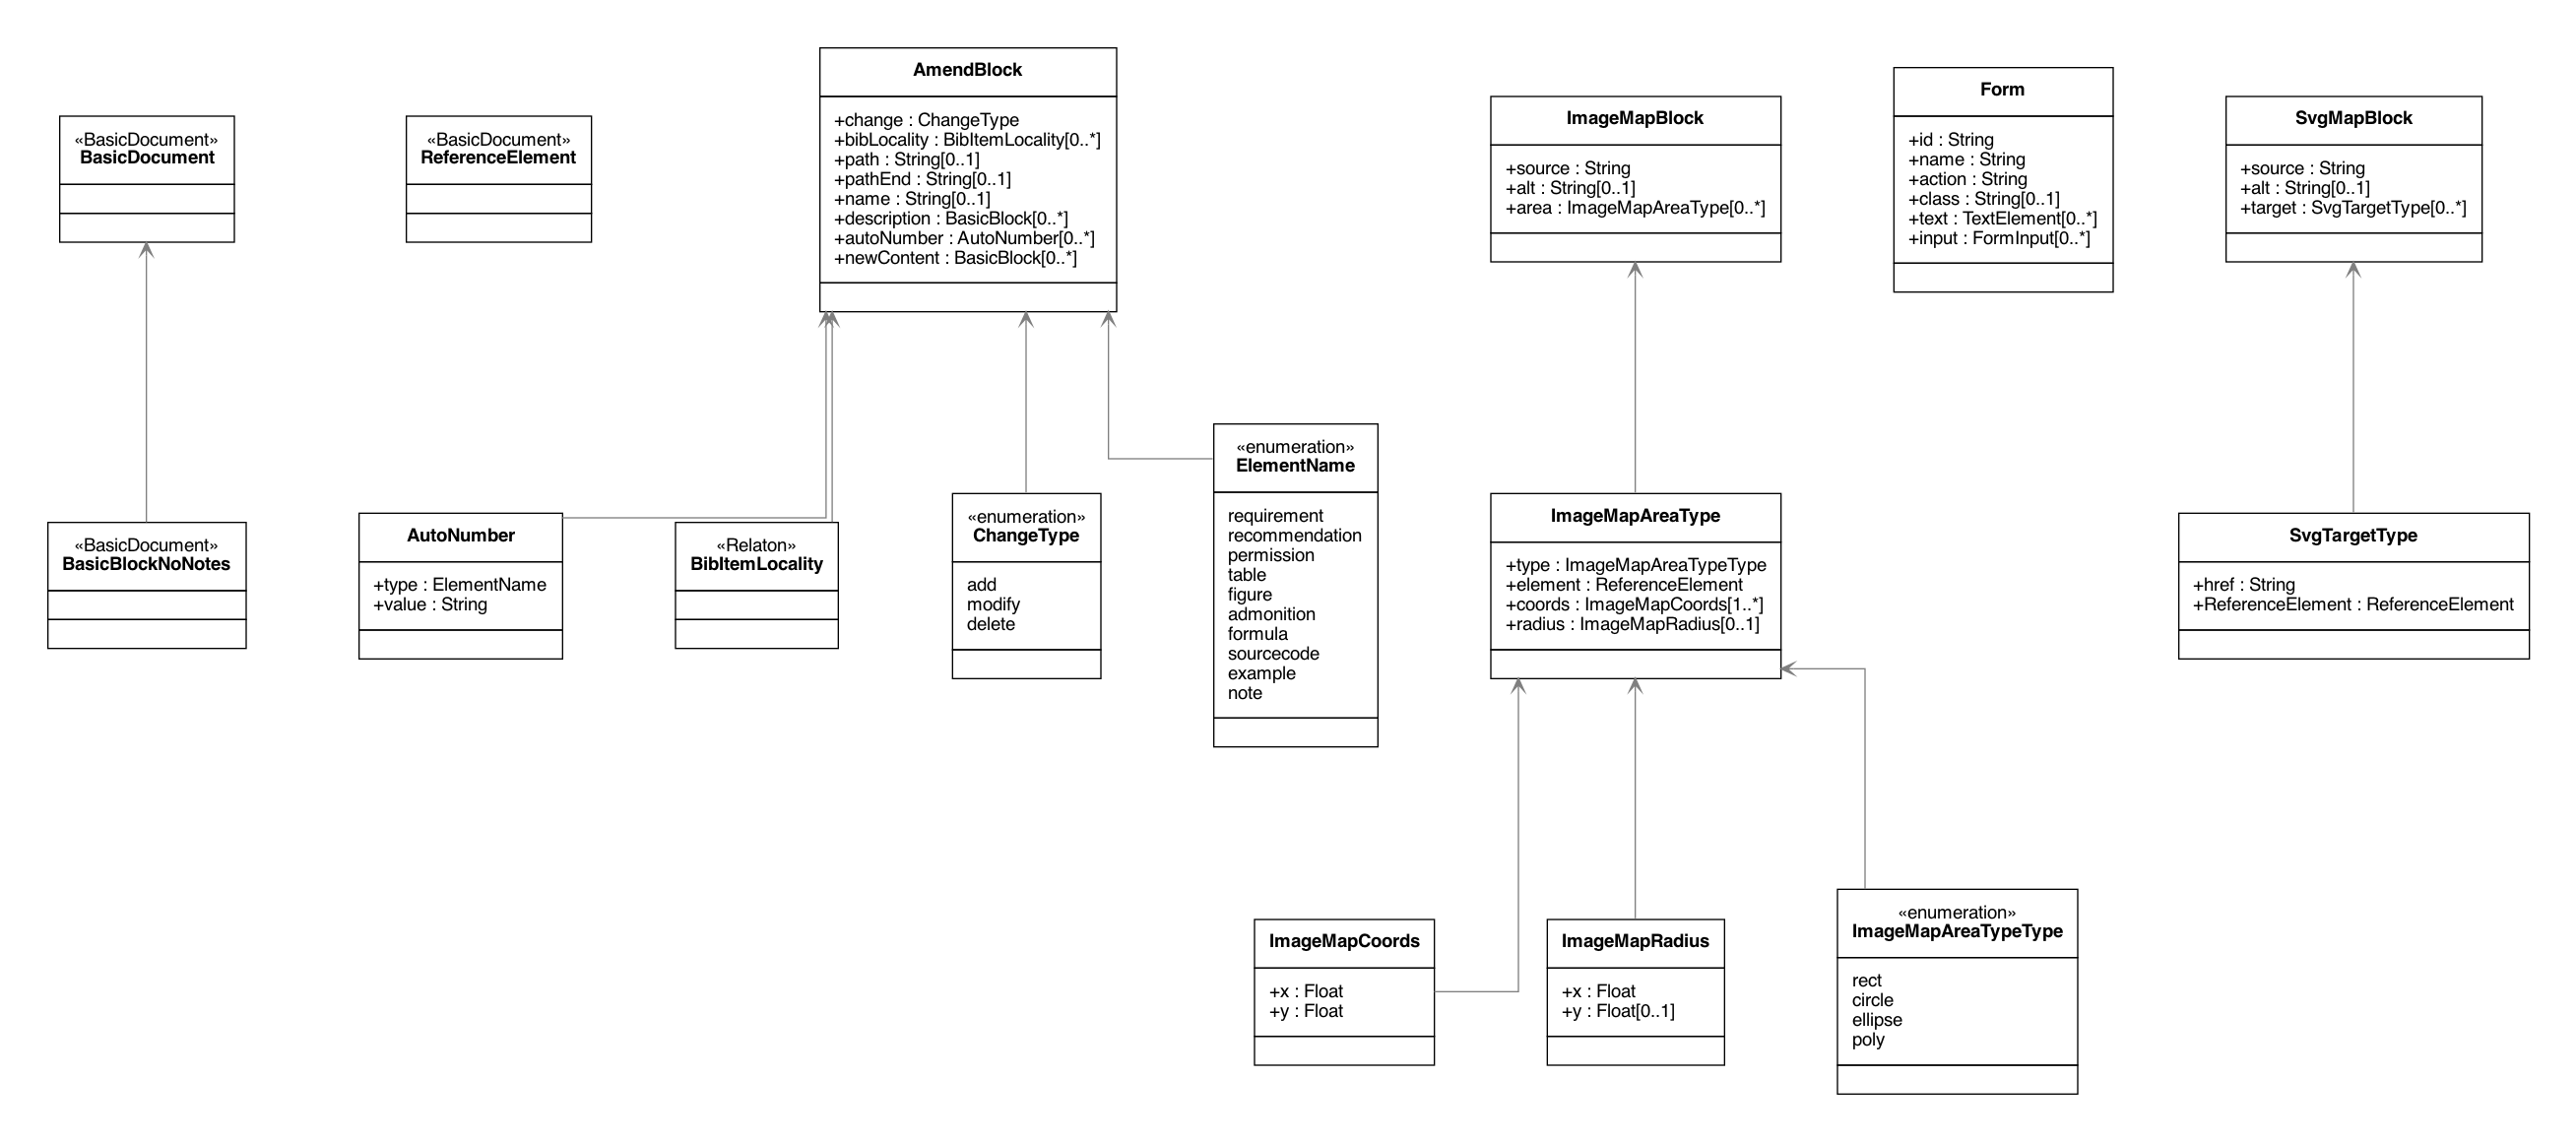 «BasicDocument»
BasicDocument
«BasicDocument»
ReferenceElement
AmendBlock
+change : ChangeType
+bibLocality : BibItemLocality[0..*]
+path : String[0..1]
+pathEnd : String[0..1]
+name : String[0..1]
+description : BasicBlock[0..*]
+autoNumber : AutoNumber[0..*]
+newContent : BasicBlock[0..*]
ImageMapBlock
+source : String
+alt : String[0..1]
+area : ImageMapAreaType[0..*]
Form
+id : String
+name : String
+action : String
+class : String[0..1]
+text : TextElement[0..*]
+input : FormInput[0..*]
SvgMapBlock
+source : String
+alt : String[0..1]
+target : SvgTargetType[0..*]
«BasicDocument»
BasicBlockNoNotes
AutoNumber
+type : ElementName
+value : String
«Relaton»
BibItemLocality
«enumeration»
ChangeType
add
modify
delete
«enumeration»
ElementName
requirement
recommendation
permission
table
figure
admonition
formula
sourcecode
example
note
ImageMapAreaType
+type : ImageMapAreaTypeType
+element : ReferenceElement
+coords : ImageMapCoords[1..*]
+radius : ImageMapRadius[0..1]
SvgTargetType
+href : String
+ReferenceElement : ReferenceElement
ImageMapCoords
+x : Float
+y : Float
ImageMapRadius
+x : Float
+y : Float[0..1]
«enumeration»
ImageMapAreaTypeType
rect
circle
ellipse
poly